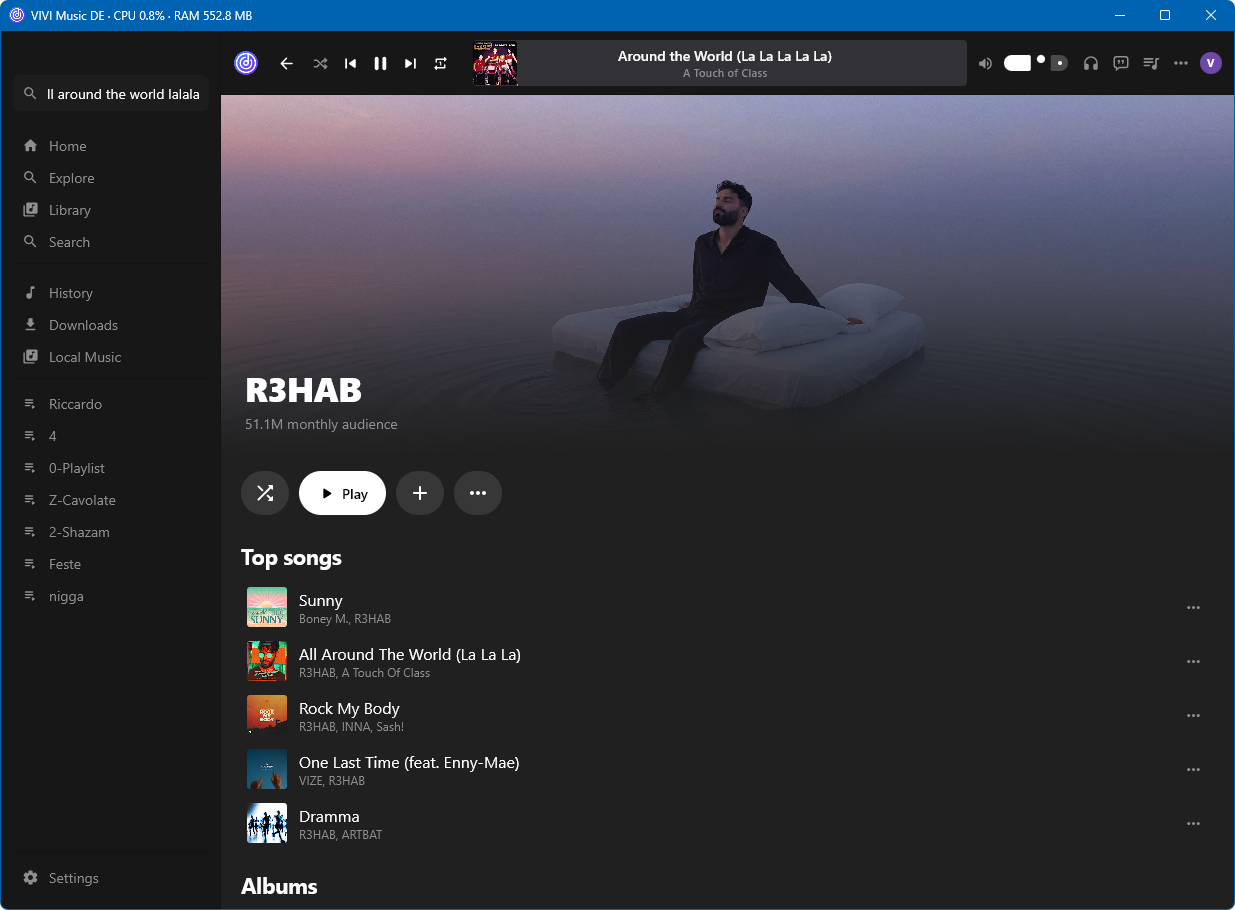 VIVI Music DE · CPU 0.8% · RAM 552.8 MB
ll around the world lalala
Home
Explore
Library
Search
History
Downloads
Local Music
Riccardo
4
0-Playlist
Z-Cavolate
2-Shazam
Feste
nigga
Settings
Around the World (La La La La La)
A Touch of Class
V
R3HAB
51.1M monthly audience
Play
Top songs
SUNNY
Sunny
Boney M., R3HAB
All Around The World (La La La)
R3HAB, A Touch Of Class
ROCK MY BODY
Rock My Body
R3HAB, INNA, Sash!
One Last Time (feat. Enny-Mae)
VIZE, R3HAB
Dramma
R3HAB, ARTBAT
Albums